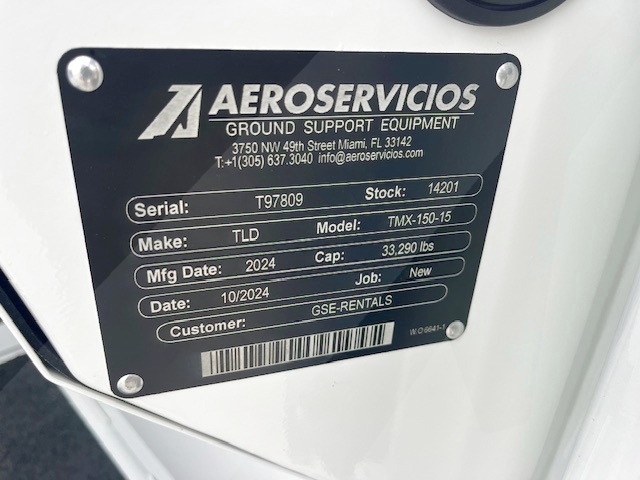 AEROSERVICIOS
GROUND SUPPORT EQUIPMENT
3750 NW 49th Street Miami, FL 33142
T:+1(305) 637.3040 info@aeroservicios.com
Serial: T97809 Stock: 14201
Make: TLD Model: TMX-150-15
Mfg Date: 2024 Cap: 33,290 lbs
Date: 10/2024 Job: New
Customer: GSE-RENTALS
W.O 6641-1